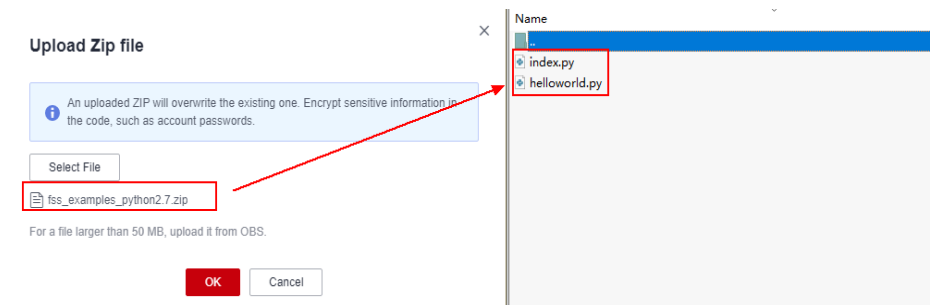 Upload Zip file
An uploaded ZIP will overwrite the existing one. Encrypt sensitive information in
the code, such as account passwords.
Select File
fss_examples_python2.7.zip
For a file larger than 50 MB, upload it from OBS.
OK
Cancel
Name
..
index.py
helloworld.py